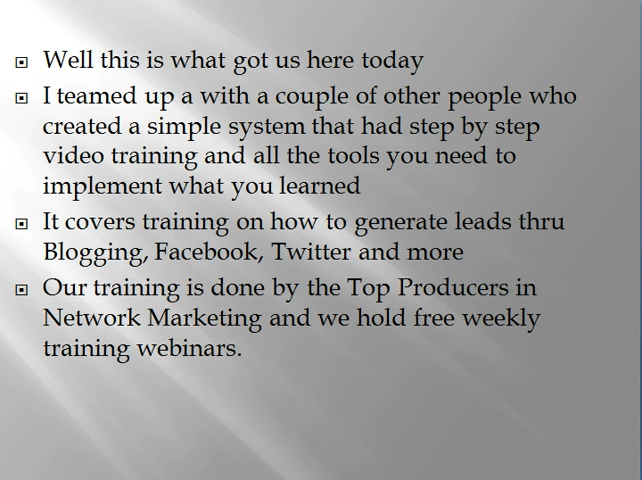 Well this is what got us here today
I teamed up a with a couple of other people who
created a simple system that had step by step
video training and all the tools you need to
implement what you learned
It covers training on how to generate leads thru
Blogging, Facebook, Twitter and more
Our training is done by the Top Producers in
Network Marketing and we hold free weekly
training webinars.